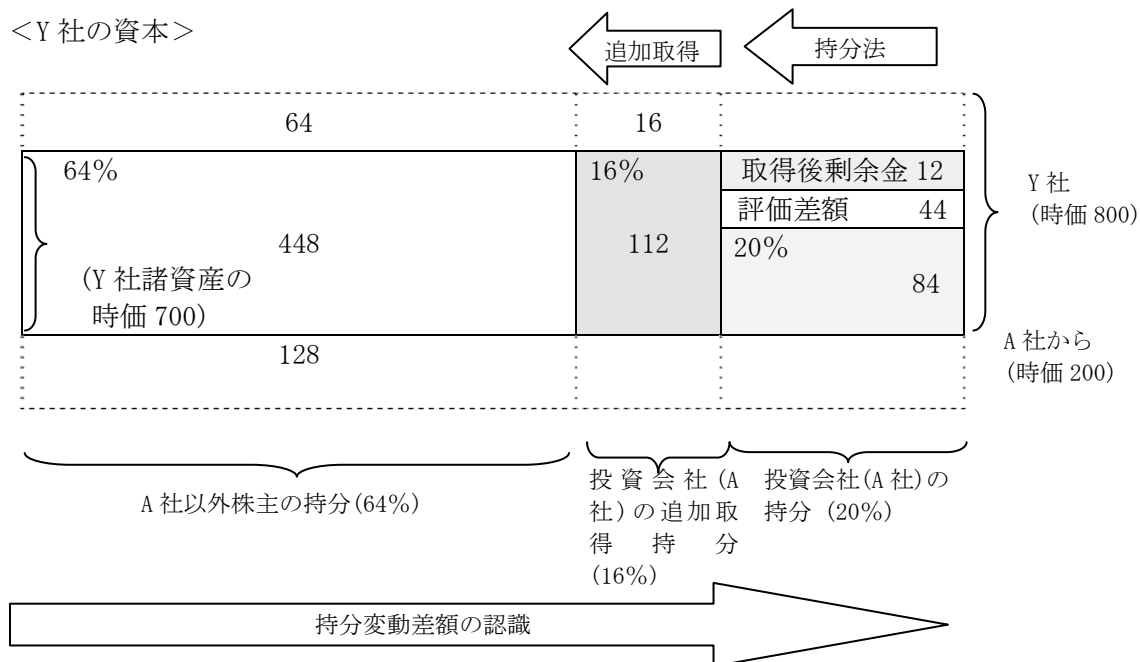 <Y社の資本>
追加取得
持分法
64
16
64%
16%
取得後剰余金 12
評価差額 44
448
112
20%
84
(Y社諸資産の
時価 700)
Y社
(時価 800)
128
A社から
(時価 200)
A社以外株主の持分(64%)
投資会社(A
社)の追加取
得持分
(16%)
投資会社(A社)の
持分 (20%)
持分変動差額の認識